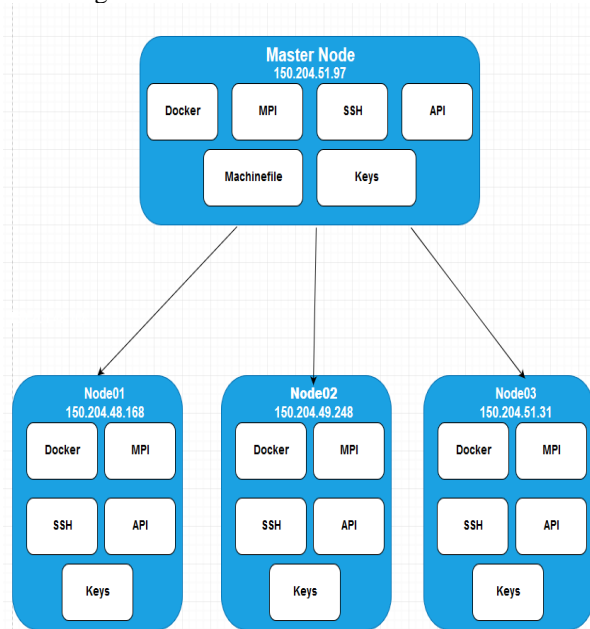 Master Node
150.204.51.97
Docker MPI SSH API
Machinefile Keys
Node01
150.204.48.168
Docker MPI
SSH API
Keys
Node02
150.204.49.248
Docker MPI
SSH API
Keys
Node03
150.204.51.31
Docker MPI
SSH API
Keys